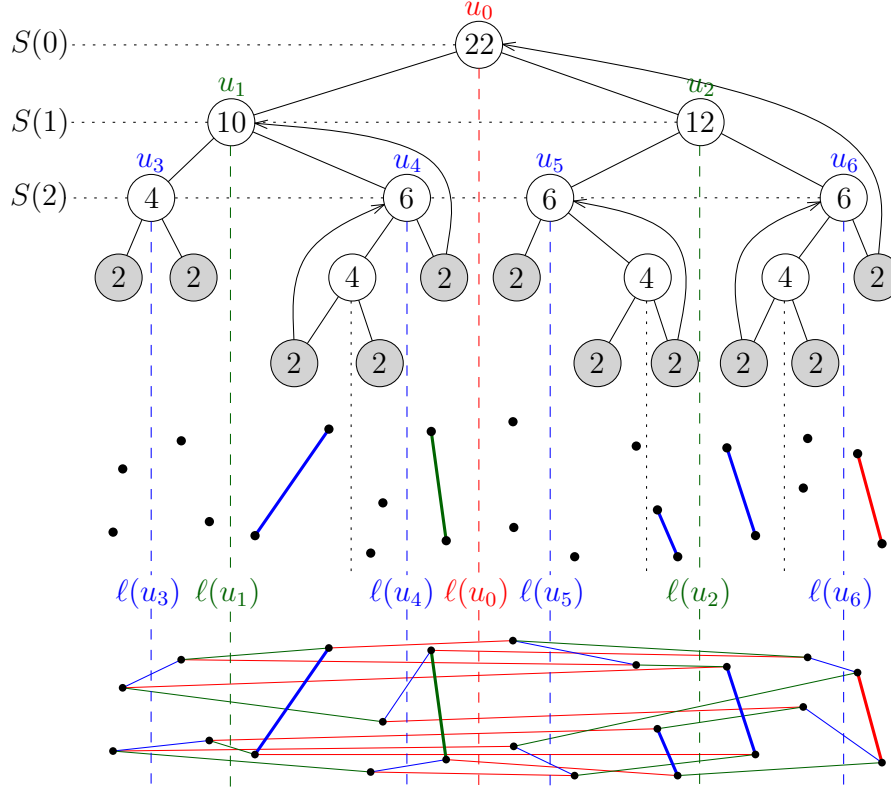 u₀
S(0) 22
u₁ u₂
S(1) 10 12
u₃ u₄ u₅ u₆
S(2) 4 6 6 6
2 2 4 2 2 4 4 2
2 2 2 2 2 2
ℓ(u₃) ℓ(u₁) ℓ(u₄) ℓ(u₀) ℓ(u₅) ℓ(u₂) ℓ(u₆)